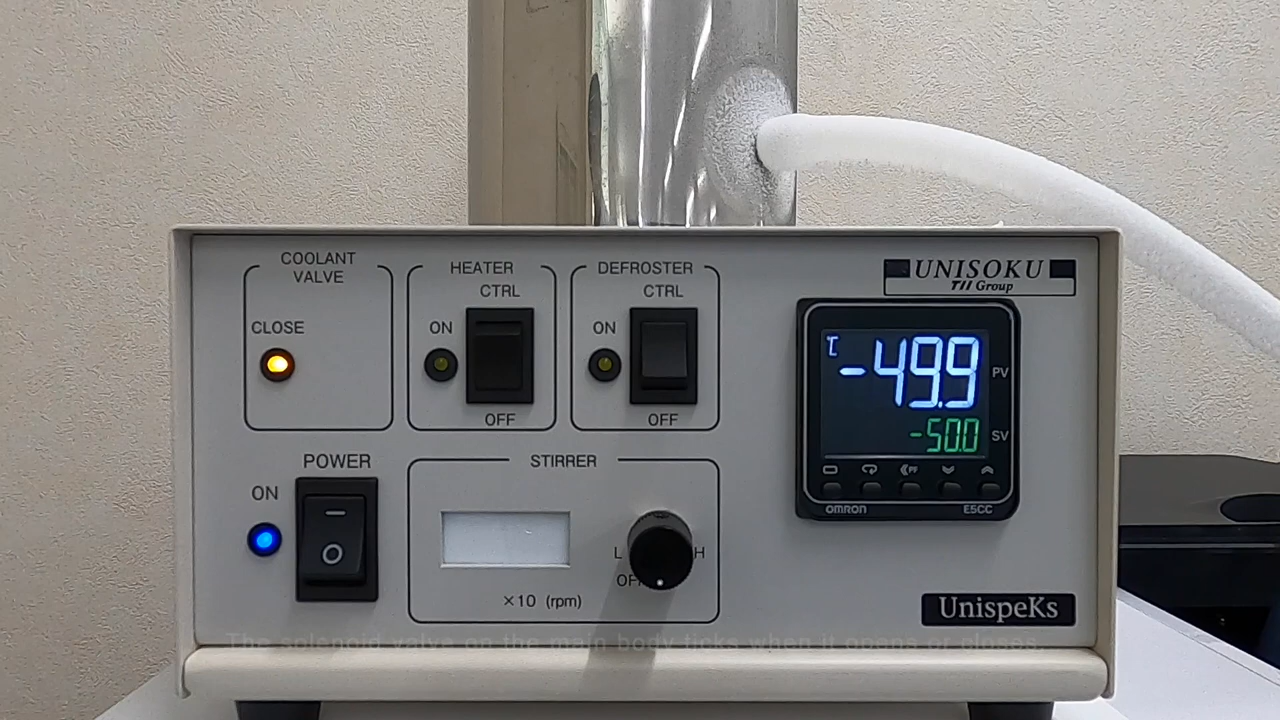 COOLANT
VALVE
CLOSE
HEATER
CTRL
ON
OFF
DEFROSTER
CTRL
ON
OFF
UNISOKU
TII Group
-49.9
PV
-50.0
SV
PF
OMRON
E5CC
POWER
ON
STIRRER
L
H
OFF
×10 (rpm)
UnispeKs
The solenoid valve on the main body ticks when it opens or closes.